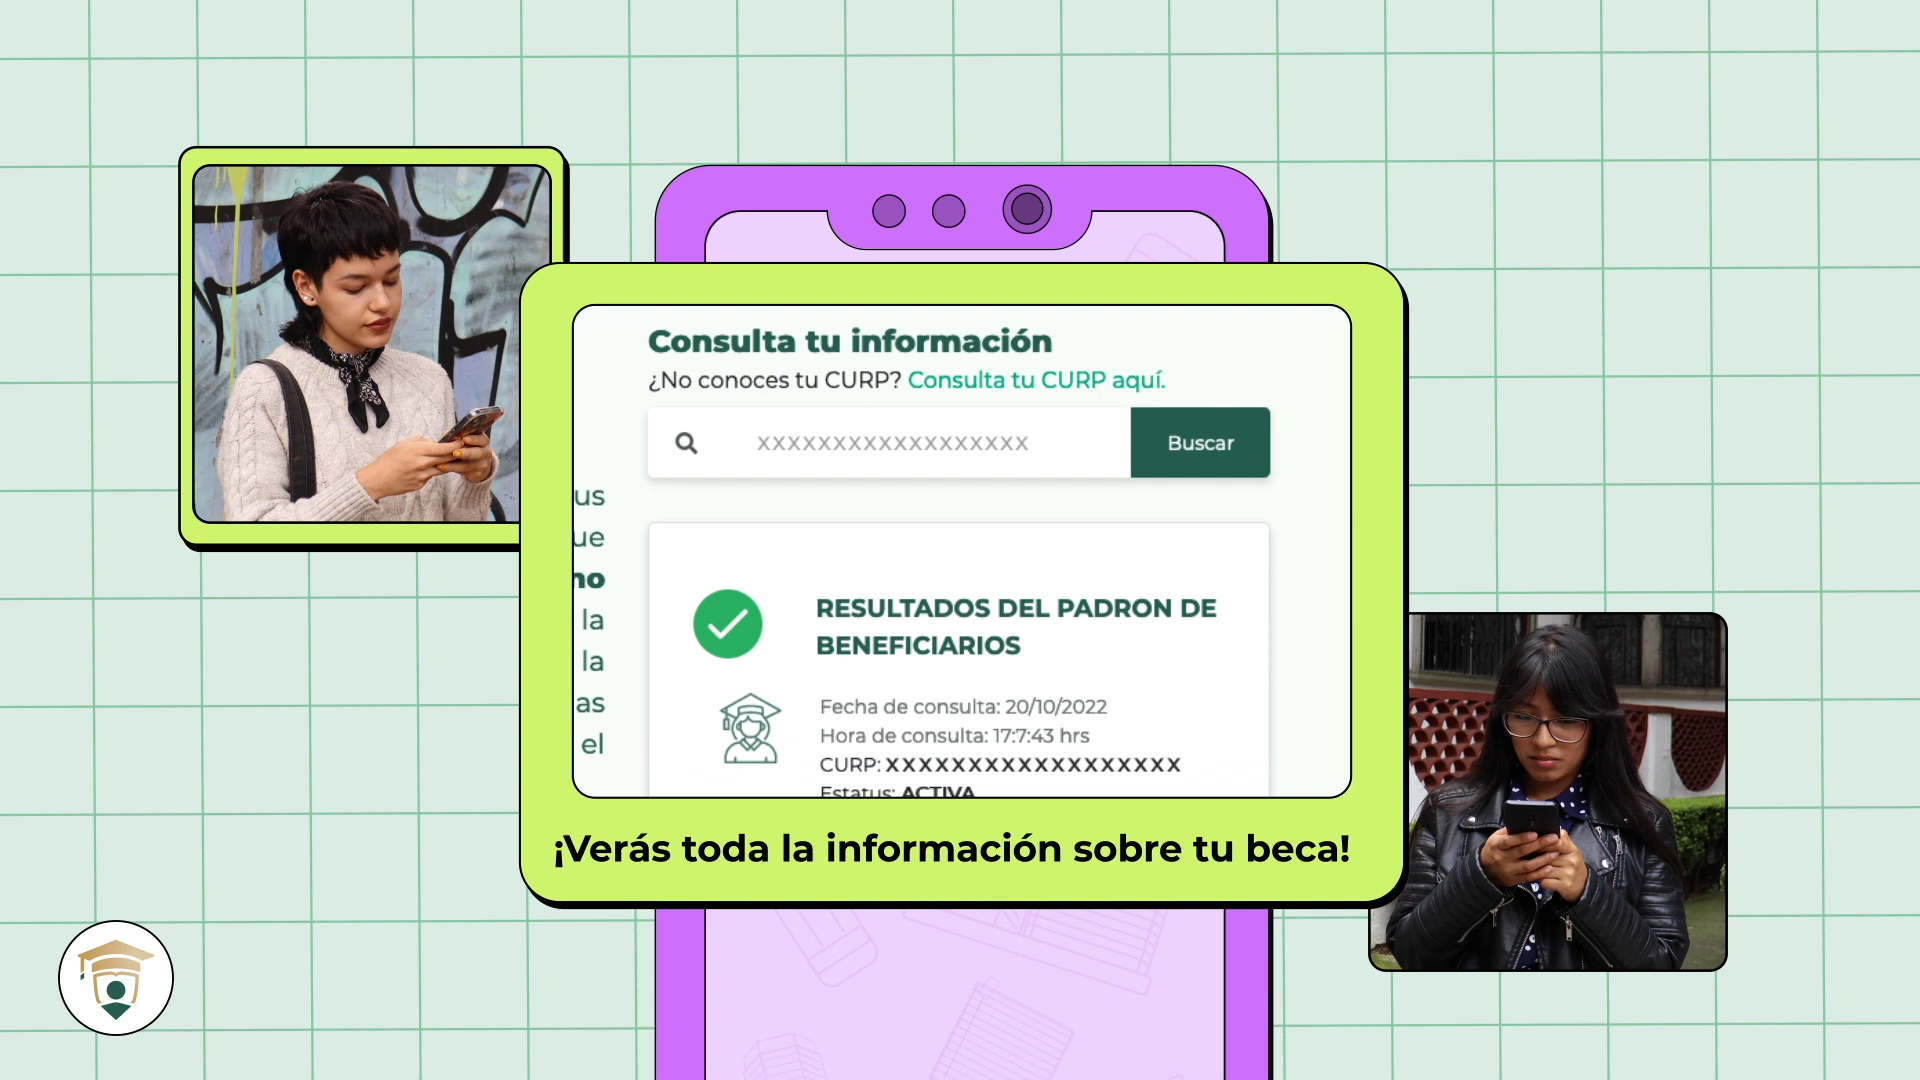 Consulta tu información
¿No conoces tu CURP? Consulta tu CURP aquí.
XXXXXXXXXXXXXXXXXX
Buscar
us
ue
no
la
la
as
el
RESULTADOS DEL PADRON DE
BENEFICIARIOS
Fecha de consulta: 20/10/2022
Hora de consulta: 17:7:43 hrs
CURP: XXXXXXXXXXXXXXXXXX
Estatus: ACTIVA
¡Verás toda la información sobre tu beca!